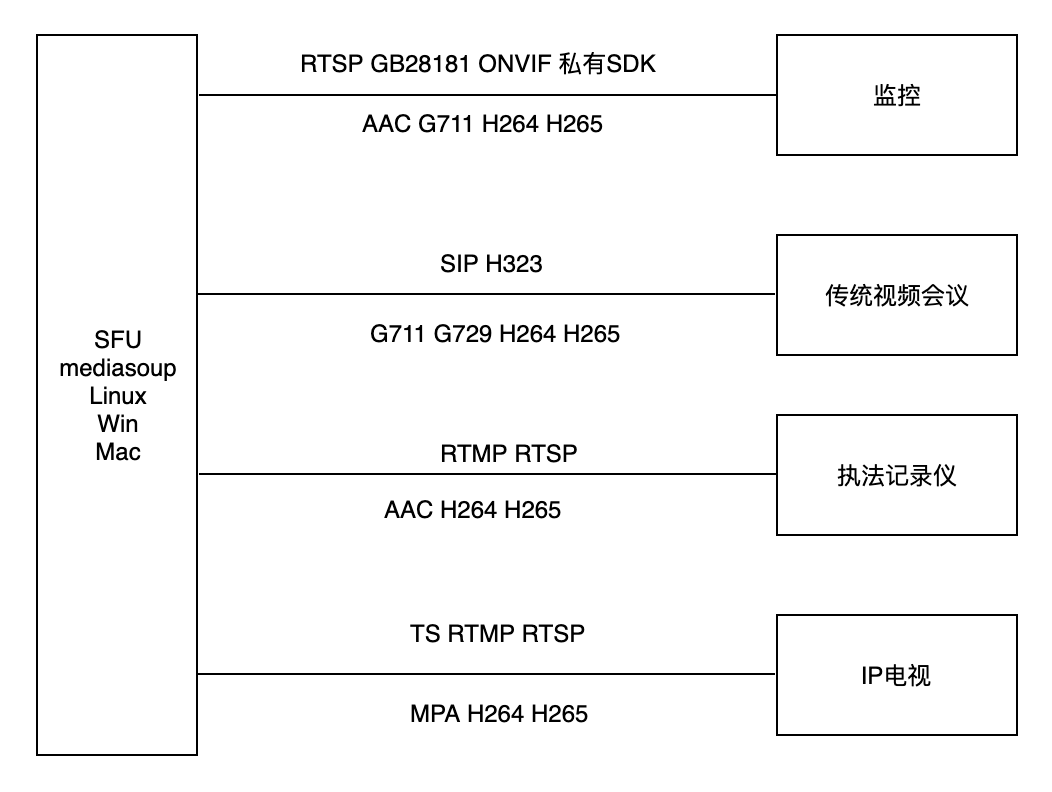 RTSP GB28181 ONVIF 私有SDK
监控
AAC G711 H264 H265
SIP H323
传统视频会议
G711 G729 H264 H265
SFU
mediasoup
Linux
Win
Mac
RTMP RTSP
执法记录仪
AAC H264 H265
TS RTMP RTSP
IP电视
MPA H264 H265